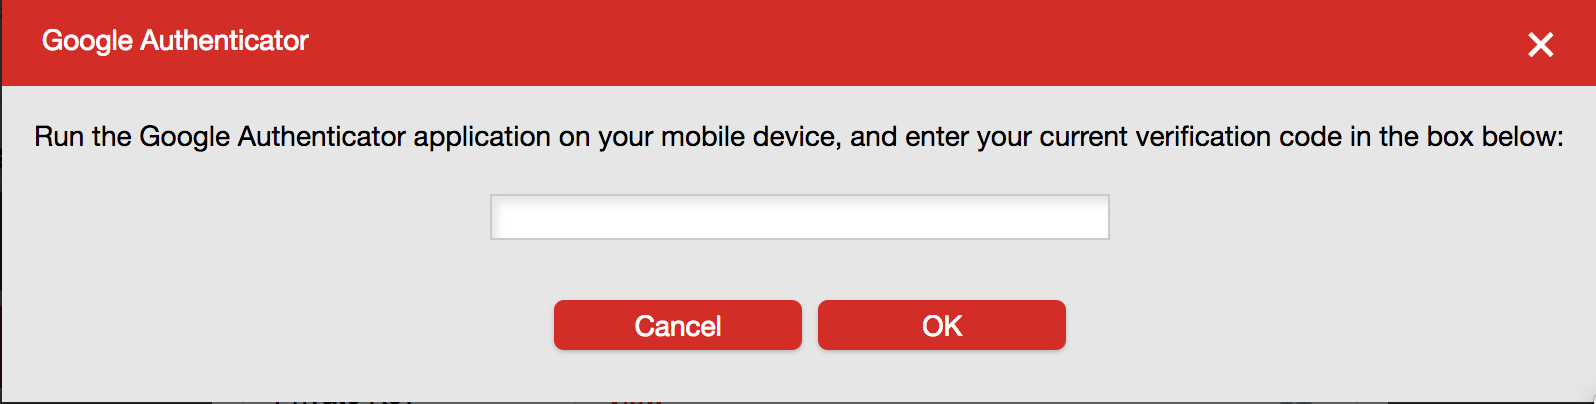 Google Authenticator
Run the Google Authenticator application on your mobile device, and enter your current verification code in the box below:
Cancel OK